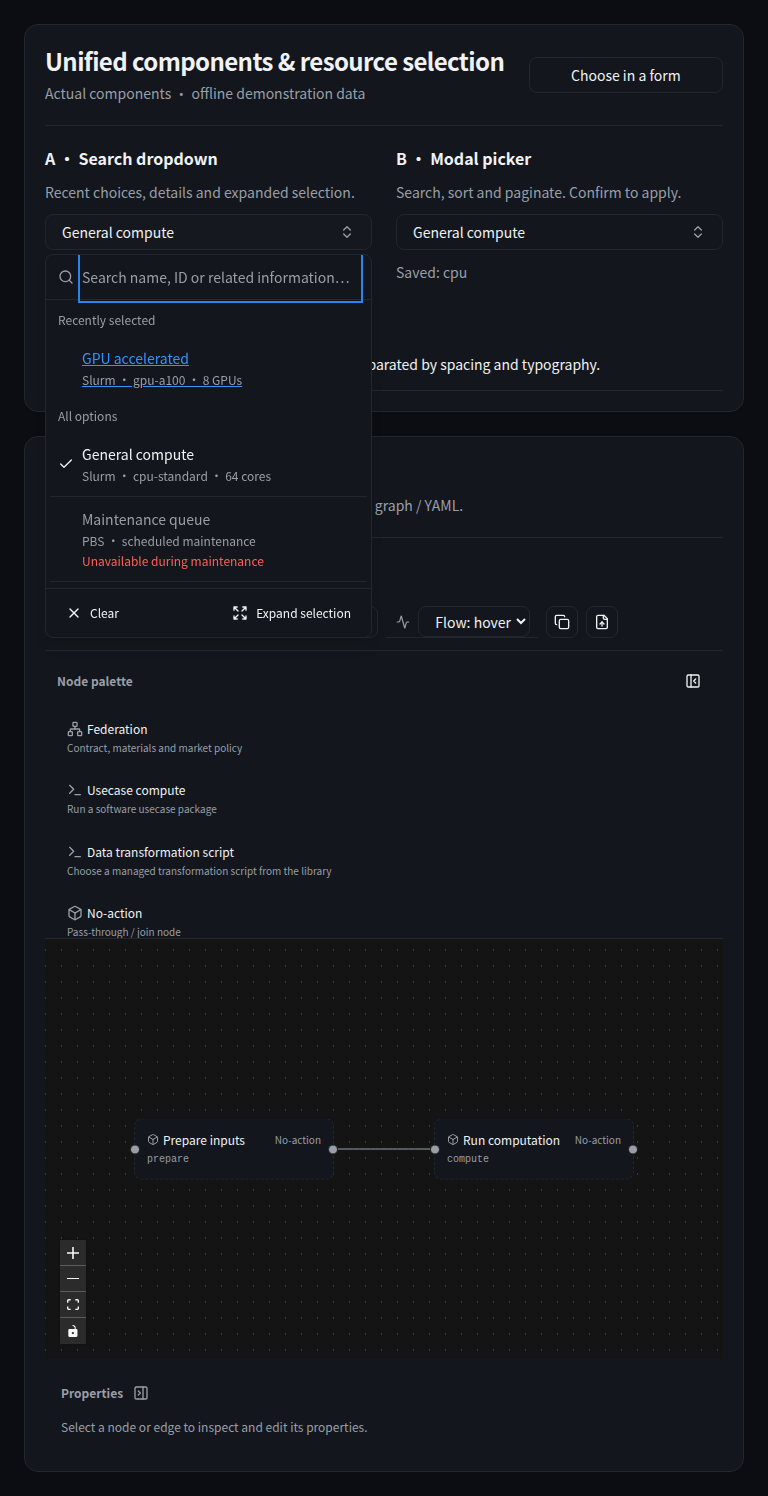 Unified components & resource selection
Actual components • offline demonstration data
Choose in a form
A • Search dropdown
Recent choices, details and expanded selection.
General compute
B • Modal picker
Search, sort and paginate. Confirm to apply.
General compute
Saved: cpu
Search name, ID or related information…
Recently selected
GPU accelerated
Slurm • gpu-a100 • 8 GPUs
All options
General compute
Slurm • cpu-standard • 64 cores
Maintenance queue
PBS • scheduled maintenance
Unavailable during maintenance
Clear
Expand selection
by spacing and typography.
graph / YAML.
Flow: hover
Node palette
Federation
Contract, materials and market policy
Usecase compute
Run a software usecase package
Data transformation script
Choose a managed transformation script from the library
No-action
Pass-through / join node
Prepare inputs
No-action
prepare
Run computation
No-action
compute
Properties
Select a node or edge to inspect and edit its properties.